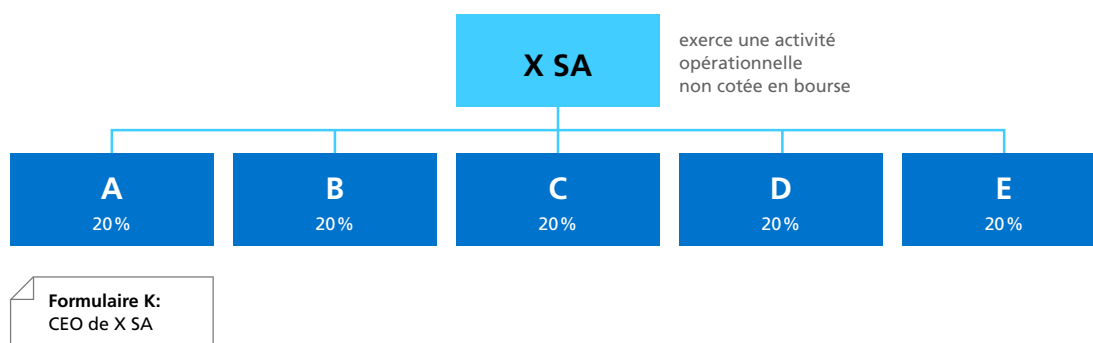 X SA
exerce une activité
opérationnelle
non cotée en bourse
A
20 %
B
20 %
C
20 %
D
20 %
E
20 %
Formulaire K:
CEO de X SA